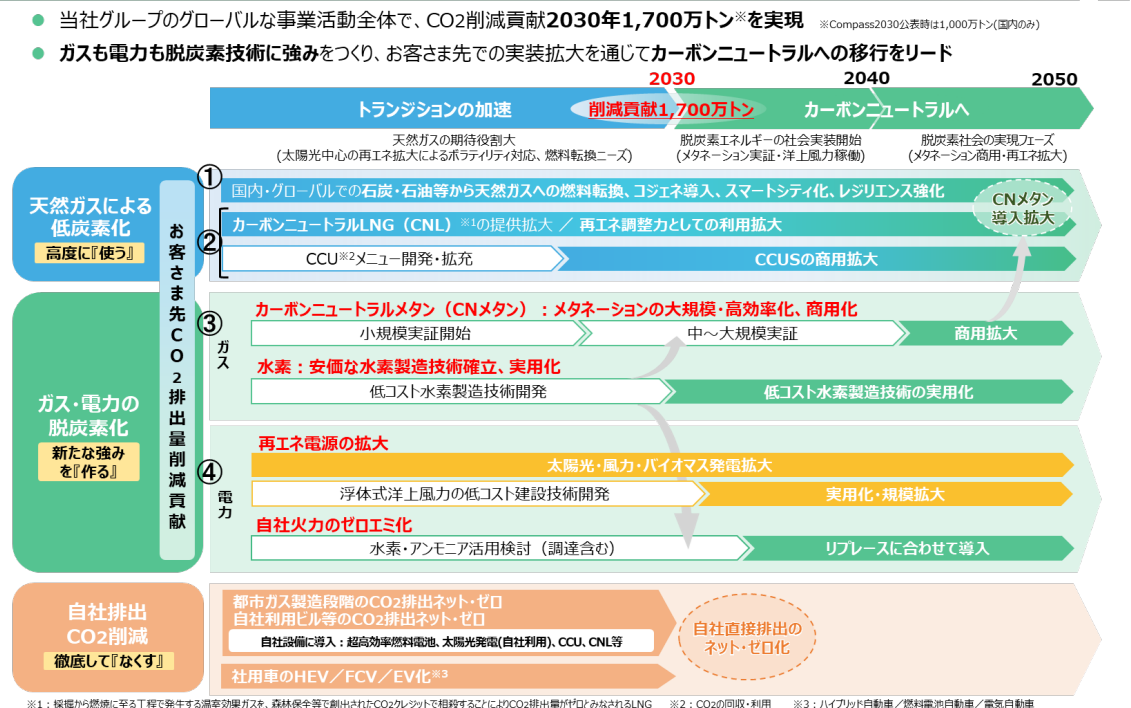 ● 当社グループのグローバルな事業活動全体で、CO2削減貢献2030年1,700万トン※を実現 ※Compass2030公表時は1,000万トン(国内のみ)
● ガスも電力も脱炭素技術に強みをつくり、お客さま先での実装拡大を通じてカーボンニュートラルへの移行をリード
2030 2040 2050
トランジションの加速 削減貢献1,700万トン カーボンニュートラルへ
天然ガスの期待役割大
(太陽光中心の再エネ拡大によるボラティリティ対応、燃料転換ニーズ)
脱炭素エネルギーの社会実装開始
(メタネーション実証・洋上風力稼働)
脱炭素社会の実現フェーズ
(メタネーション商用・再エネ拡大)
天然ガスによる
低炭素化
高度に『使う』
お客さま先CO2排出量削減貢献
①
国内・グローバルでの石炭・石油等から天然ガスへの燃料転換、コジェネ導入、スマートシティ化、レジリエンス強化
②
カーボンニュートラルLNG(CNL)※1の提供拡大 / 再エネ調整力としての利用拡大
CCU※2メニュー開発・拡充
CCUSの商用拡大
CNメタン
導入拡大
ガス・電力の
脱炭素化
新たな強み
を『作る』
③
ガス
カーボンニュートラルメタン(CNメタン):メタネーションの大規模・高効率化、商用化
小規模実証開始
中〜大規模実証
商用拡大
水素:安価な水素製造技術確立、実用化
低コスト水素製造技術開発
低コスト水素製造技術の実用化
④
電力
再エネ電源の拡大
太陽光・風力・バイオマス発電拡大
浮体式洋上風力の低コスト建設技術開発
実用化・規模拡大
自社火力のゼロエミ化
水素・アンモニア活用検討(調達含む)
リプレースに合わせて導入
自社排出
CO2削減
徹底して『なくす』
都市ガス製造段階のCO2排出ネット・ゼロ
自社利用ビル等のCO2排出ネット・ゼロ
自社設備に導入:超高効率燃料電池、太陽光発電(自社利用)、CCU、CNL等
社用車のHEV/FCV/EV化※3
自社直接排出の
ネット・ゼロ化
※1:採掘から燃焼に至る工程で発生する温室効果ガスを、森林保全等で創出されたCO2クレジットで相殺することによりCO2排出量がゼロとみなされるLNG ※2:CO2の回収・利用 ※3:ハイブリッド自動車/燃料電池自動車/電気自動車